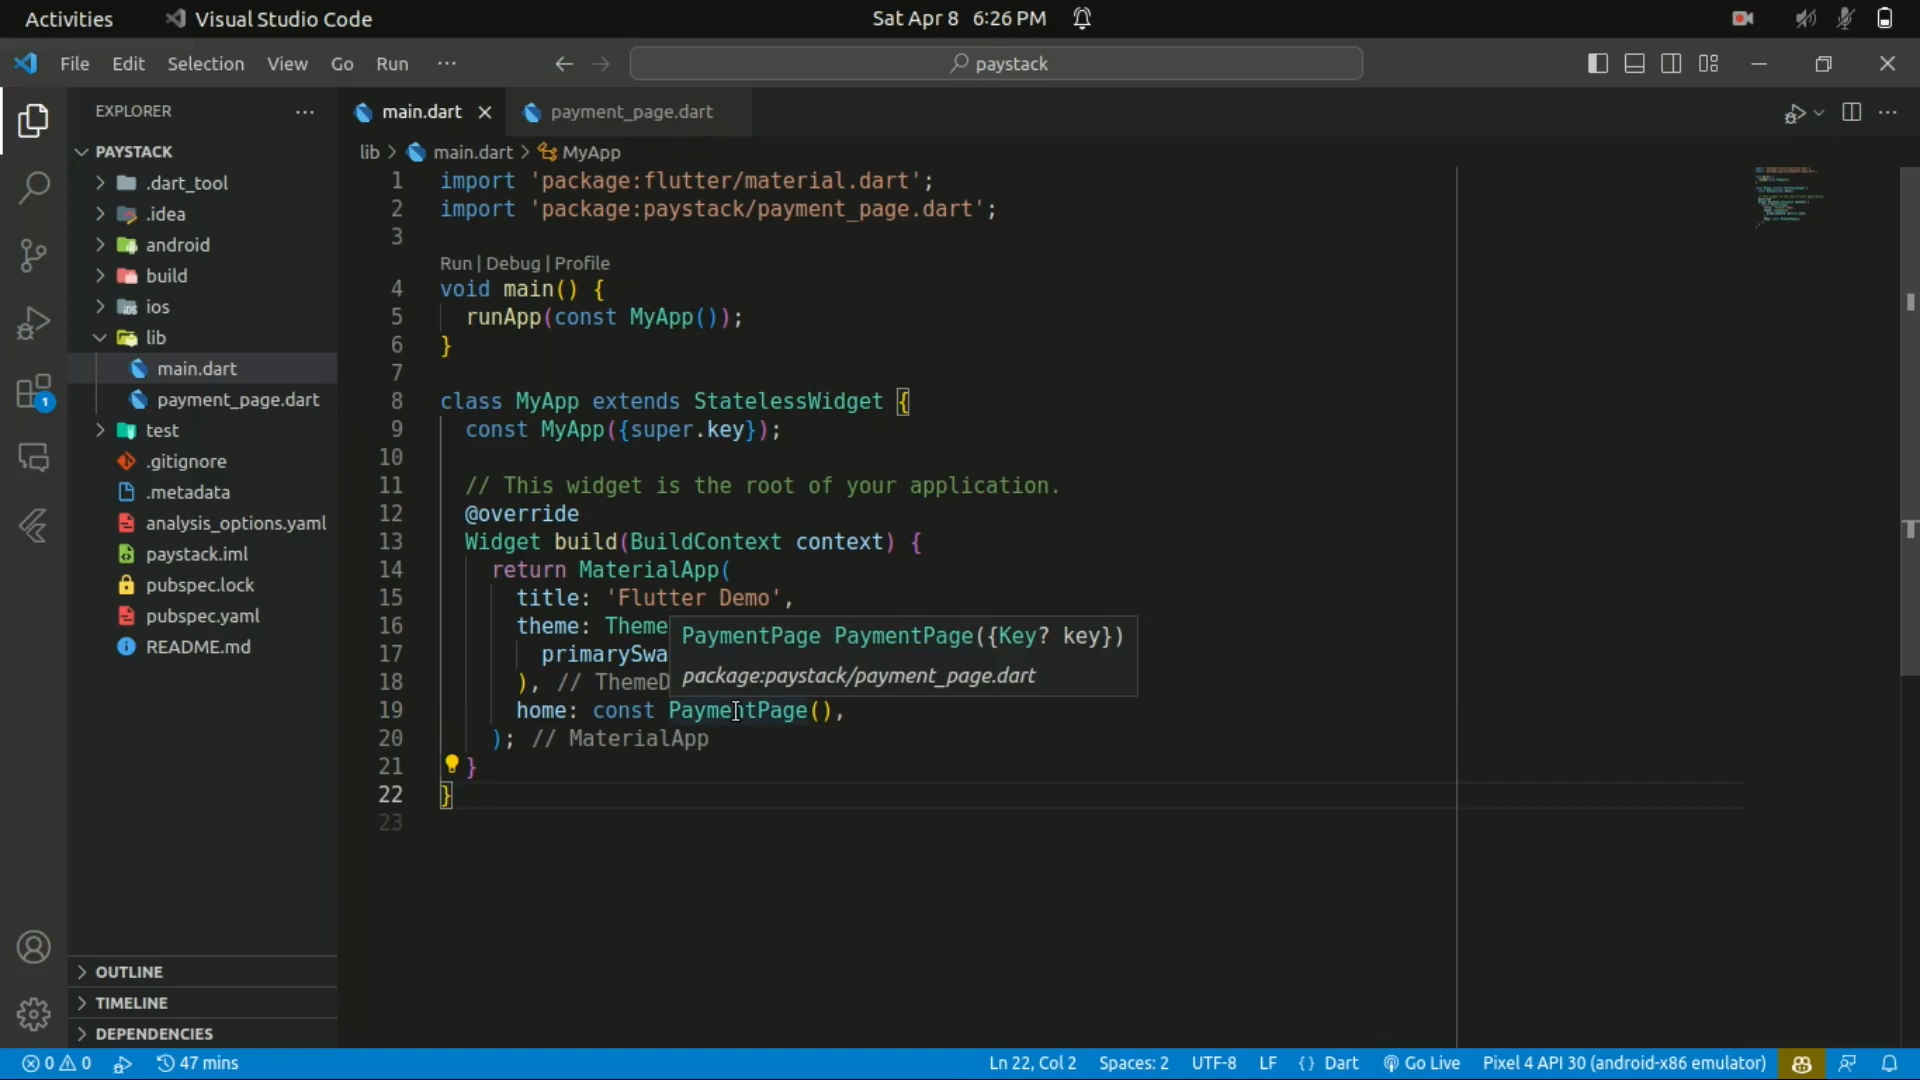 Activities
Visual Studio Code
Sat Apr 8 6:26 PM
File Edit Selection View Go Run ···
paystack
EXPLORER
···
main.dart
payment_page.dart
PAYSTACK
.dart_tool
.idea
android
build
ios
lib
main.dart
payment_page.dart
test
.gitignore
.metadata
analysis_options.yaml
paystack.iml
pubspec.lock
pubspec.yaml
README.md
OUTLINE
TIMELINE
DEPENDENCIES
1
lib > main.dart > MyApp
1 import 'package:flutter/material.dart';
2 import 'package:paystack/payment_page.dart';
3
Run | Debug | Profile
4 void main() {
5 runApp(const MyApp());
6 }
7
8 class MyApp extends StatelessWidget {
9 const MyApp({super.key});
10
11 // This widget is the root of your application.
12 @override
13 Widget build(BuildContext context) {
14 return MaterialApp(
15 title: 'Flutter Demo',
16 theme: Theme
17 primarySwa
18 ), // ThemeD
19 home: const PaymentPage(),
20 ); // MaterialApp
21 }
22 }
23
PaymentPage PaymentPage({Key? key})
package:paystack/payment_page.dart
0 0
47 mins
Ln 22, Col 2
Spaces: 2
UTF-8
LF
{ } Dart
Go Live
Pixel 4 API 30 (android-x86 emulator)